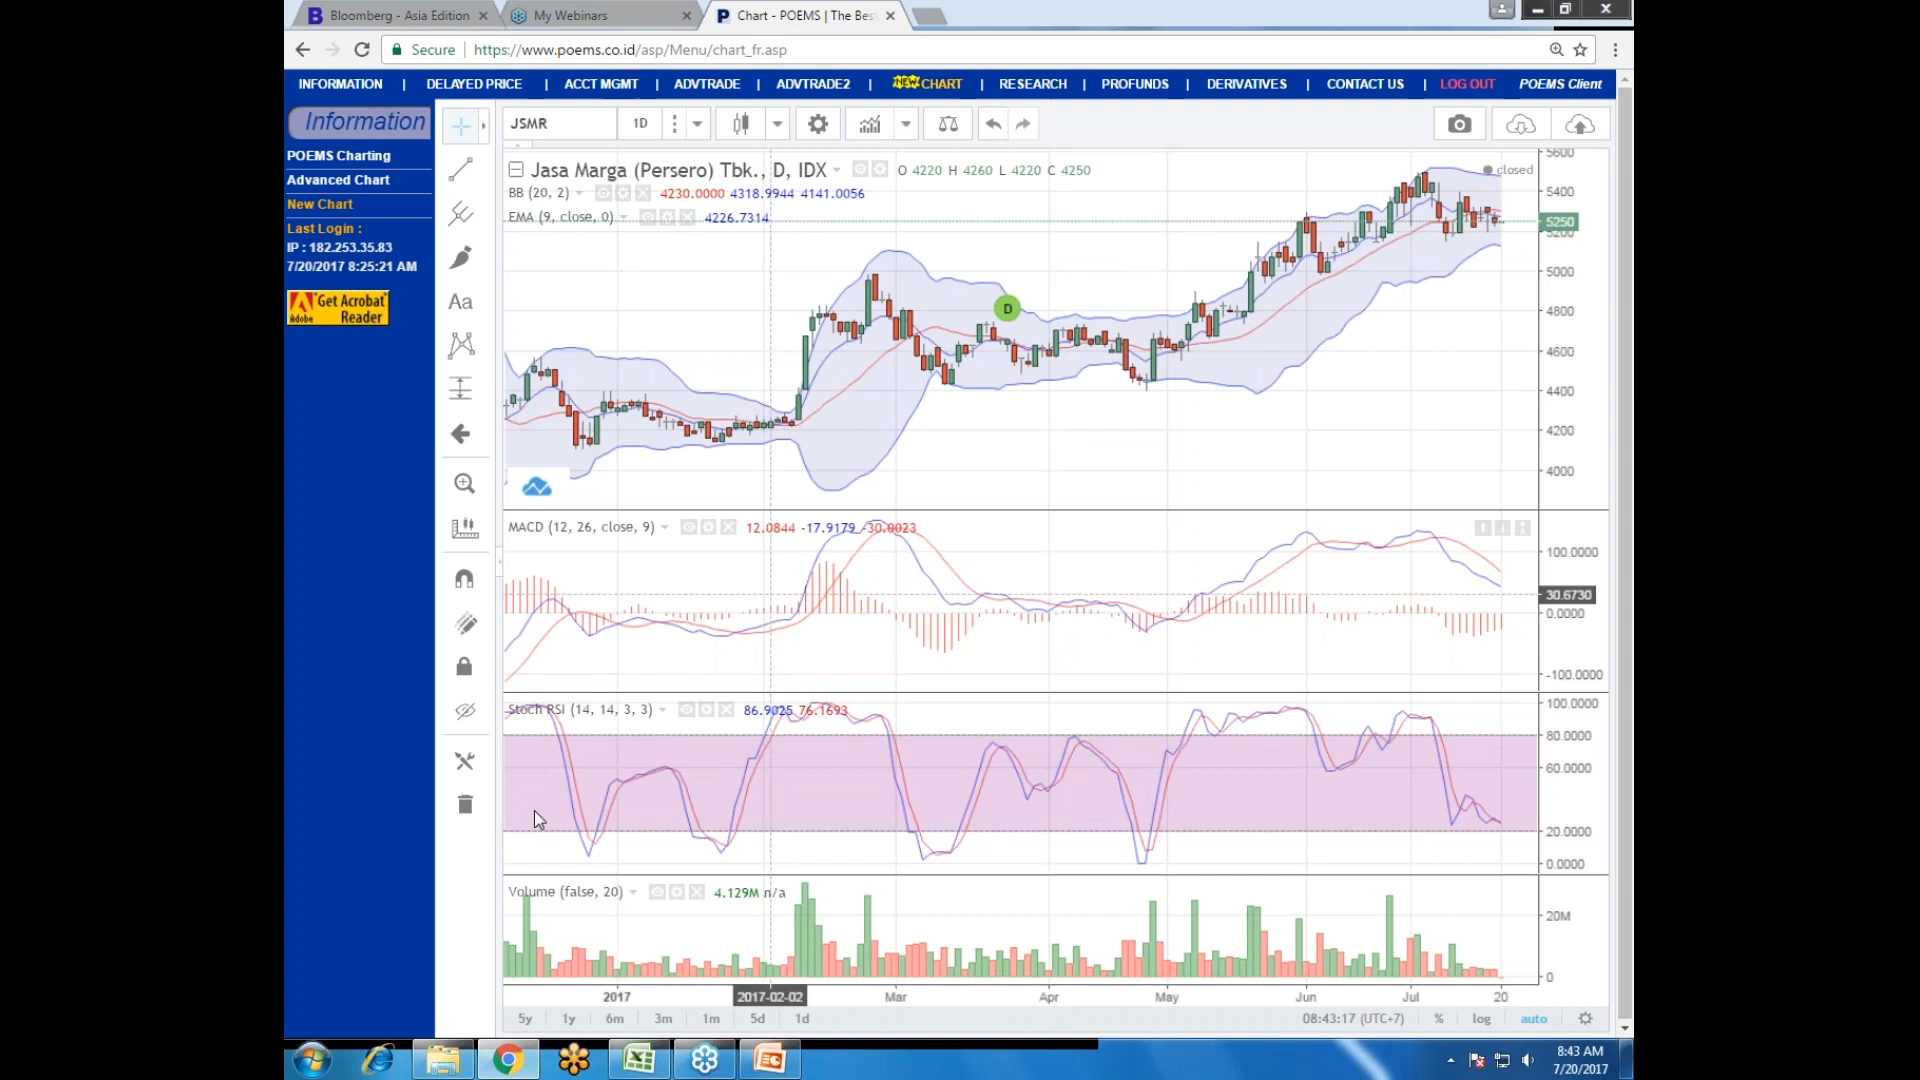 Bloomberg - Asia Edition
My Webinars
Chart - POEMS | The Bes
Secure | https://www.poems.co.id/asp/Menu/chart_fr.asp
INFORMATION | DELAYED PRICE | ACCT MGMT | ADVTRADE | ADVTRADE2 | NEW CHART | RESEARCH | PROFUNDS | DERIVATIVES | CONTACT US | LOG OUT POEMS Client
Information
POEMS Charting
Advanced Chart
New Chart
Last Login :
IP : 182.253.35.83
7/20/2017 8:25:21 AM
Get Acrobat
Adobe Reader
JSMR 1D
Aa
Jasa Marga (Persero) Tbk., D, IDX O 4220 H 4260 L 4220 C 4250
closed
BB (20, 2) 4230.0000 4318.9944 4141.0056
EMA (9, close, 0) 4226.7314
D
5600
5400
5250
5200
5000
4800
4600
4400
4200
4000
MACD (12, 26, close, 9) 12.0844 -17.9179 -30.0023
100.0000
30.6730
0.0000
-100.0000
Stoch RSI (14, 14, 3, 3) 86.9025 76.1693
100.0000
80.0000
60.0000
20.0000
0.0000
Volume (false, 20) 4.129M n/a
20M
0
2017 2017-02-02 Mar Apr May Jun Jul 20
5y 1y 6m 3m 1m 5d 1d 08:43:17 (UTC+7) % log auto
8:43 AM
7/20/2017